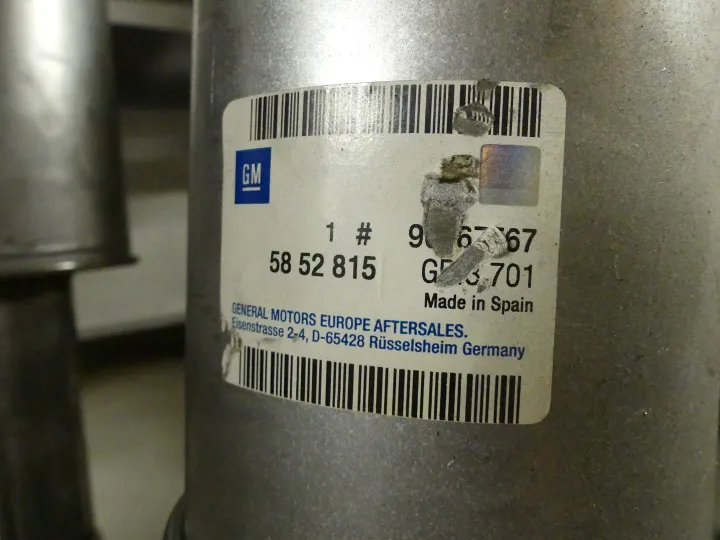 GM
1 #
58 52 815
Made in Spain
GENERAL MOTORS EUROPE AFTERSALES.
Eisenstrasse 2-4, D-65428 Rüsselsheim Germany